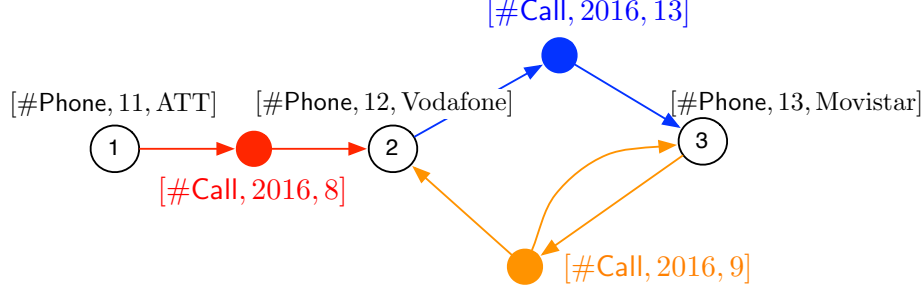 [#Call, 2016, 13]
[#Phone, 11, ATT]
[#Phone, 12, Vodafone]
[#Phone, 13, Movistar]
1
2
3
[#Call, 2016, 8]
[#Call, 2016, 9]